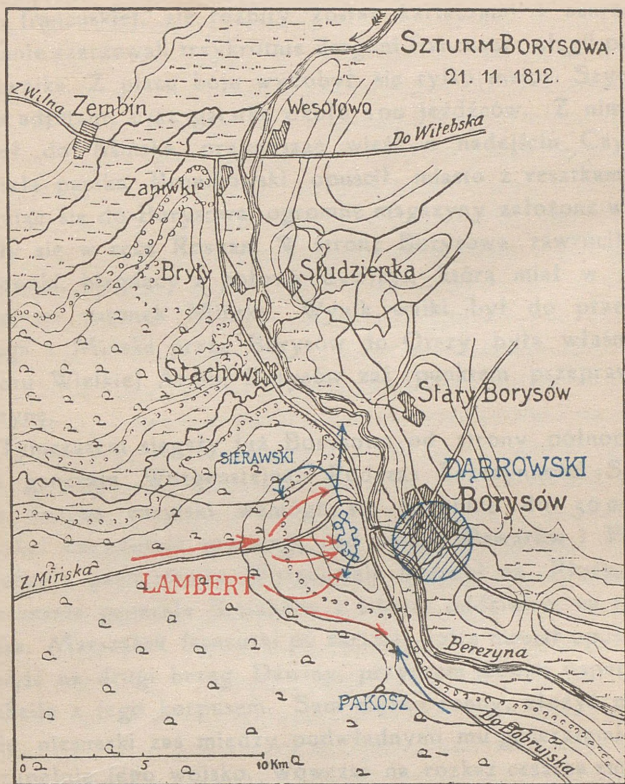 SZTURM BORYSOWA
21. 11. 1812.
Z Wilna
Zembin
Wesołowo
Do Witebska
Zaniwki
Bryły
Studzienka
Stachów
Stary Borysów
SIERAWSKI
DĄBROWSKI
Borysów
Z Mińska
LAMBERT
Berezyna
PAKOSZ
Do Bobrujska
0 5 10 Km